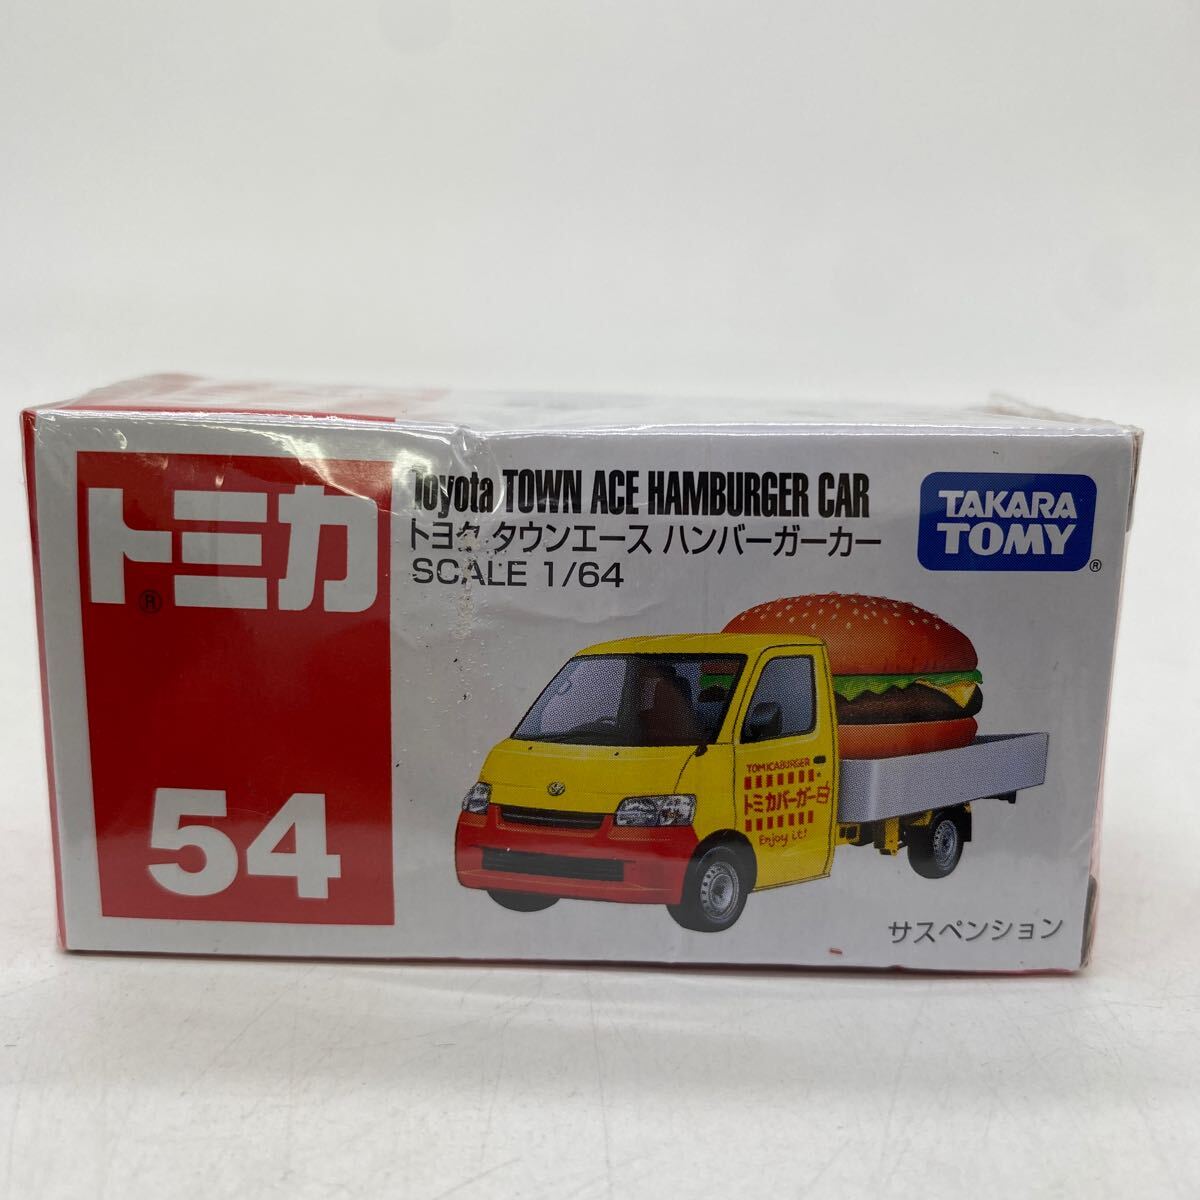 トミカ
®
54
Toyota TOWN ACE HAMBURGER CAR
トヨタ タウンエース ハンバーガーカー
SCALE 1/64
TAKARA
TOMY
®
TOMICABURGER
トミカバーガー
Enjoy it!
サスペンション